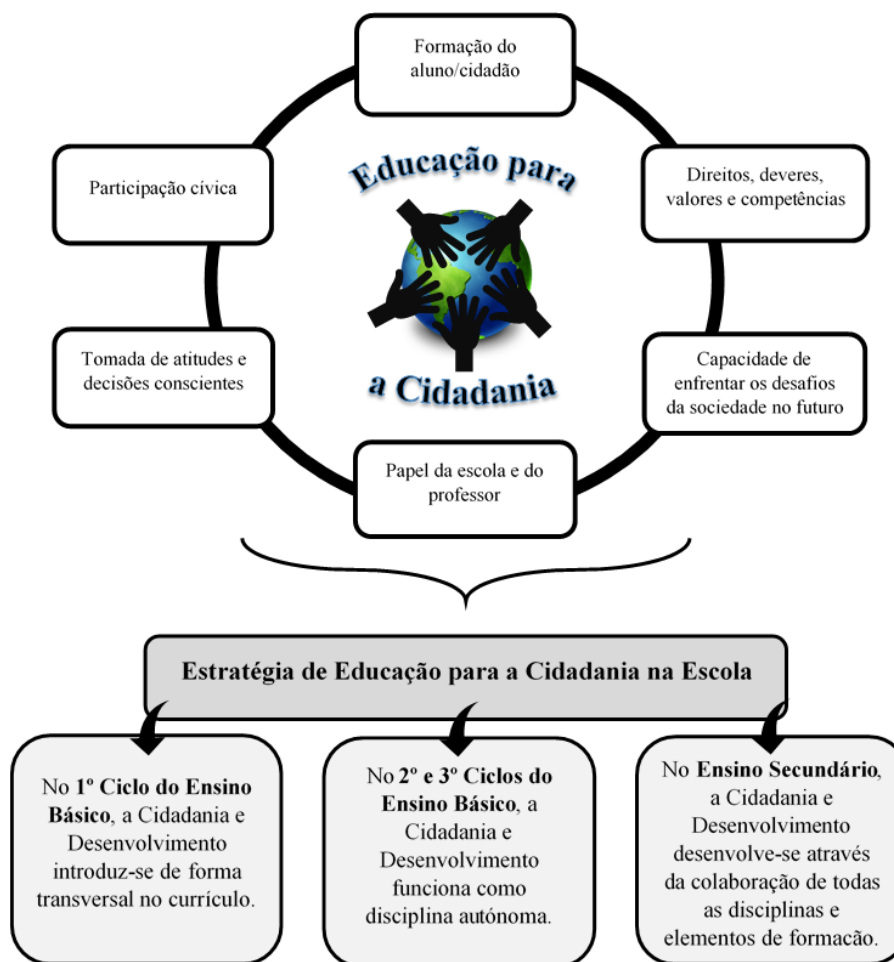 Formação do
aluno/cidadão
Educação para
a Cidadania
Participação cívica
Direitos, deveres,
valores e competências
Tomada de atitudes e
decisões conscientes
Capacidade de
enfrentar os desafios
da sociedade no futuro
Papel da escola e do
professor
Estratégia de Educação para a Cidadania na Escola
No 1º Ciclo do Ensino
Básico, a Cidadania e
Desenvolvimento
introduz-se de forma
transversal no currículo.
No 2º e 3º Ciclos do
Ensino Básico, a
Cidadania e
Desenvolvimento
funciona como
disciplina autónoma.
No Ensino Secundário,
a Cidadania e
Desenvolvimento
desenvolve-se através
da colaboração de todas
as disciplinas e
elementos de formacão.